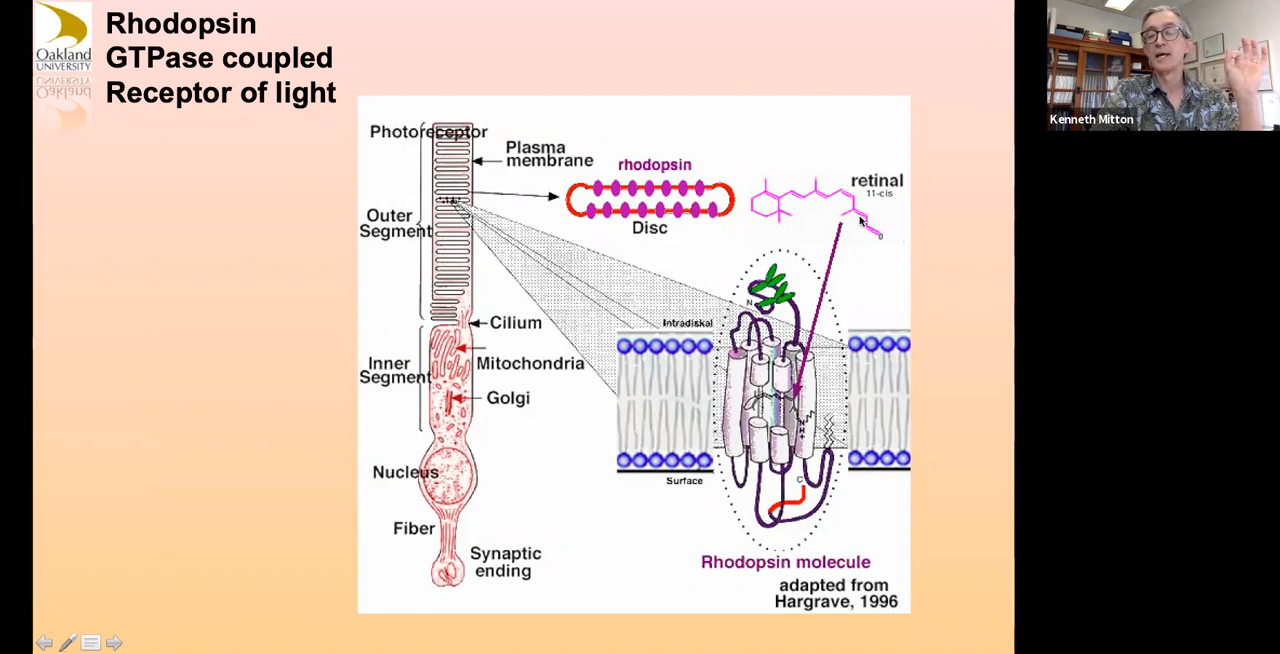 Oakland
UNIVERSITY
Rhodopsin
GTPase coupled
Receptor of light
Kenneth Mitton
Photoreceptor
Plasma
membrane
rhodopsin
Disc
retinal
11-cis
Outer
Segment
Cilium
Intradiskal
Inner
Segment
Mitochondria
Golgi
N
N
H
+
C
Nucleus
Surface
Fiber
Synaptic
ending
Rhodopsin molecule
adapted from
Hargrave, 1996